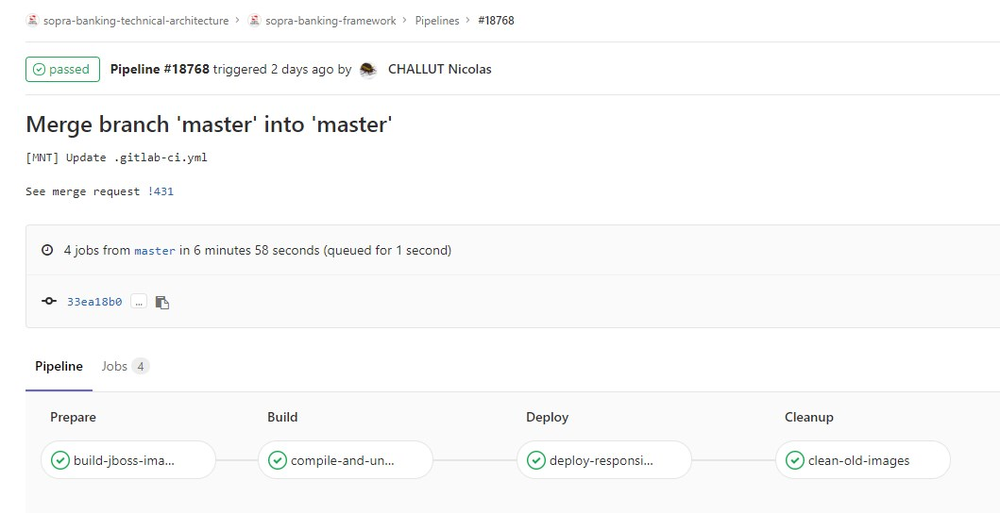 sopra-banking-technical-architecture > sopra-banking-framework > Pipelines > #18768
passed Pipeline #18768 triggered 2 days ago by CHALLUT Nicolas
Merge branch 'master' into 'master'
[MNT] Update .gitlab-ci.yml
See merge request !431
4 jobs from master in 6 minutes 58 seconds (queued for 1 second)
33ea18b0 ...
Pipeline Jobs 4
Prepare Build Deploy Cleanup
build-jboss-ima... compile-and-un... deploy-responsi... clean-old-images